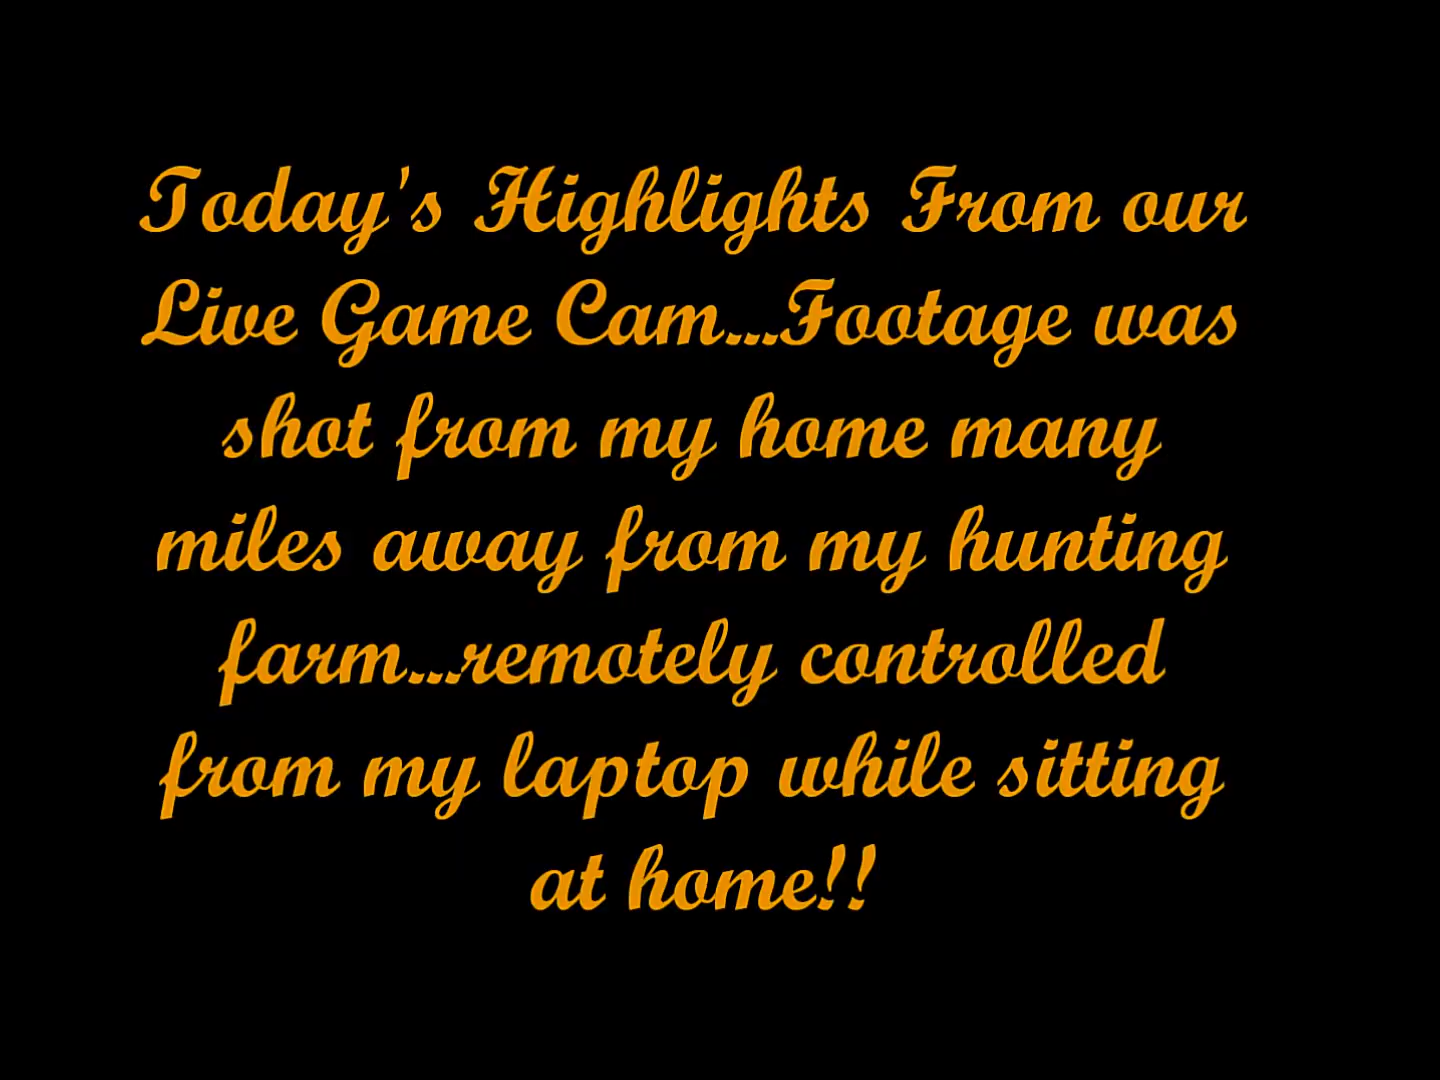 Today's Highlights From our
Live Game Cam...Footage was
shot from my home many
miles away from my hunting
farm...remotely controlled
from my laptop while sitting
at home!!